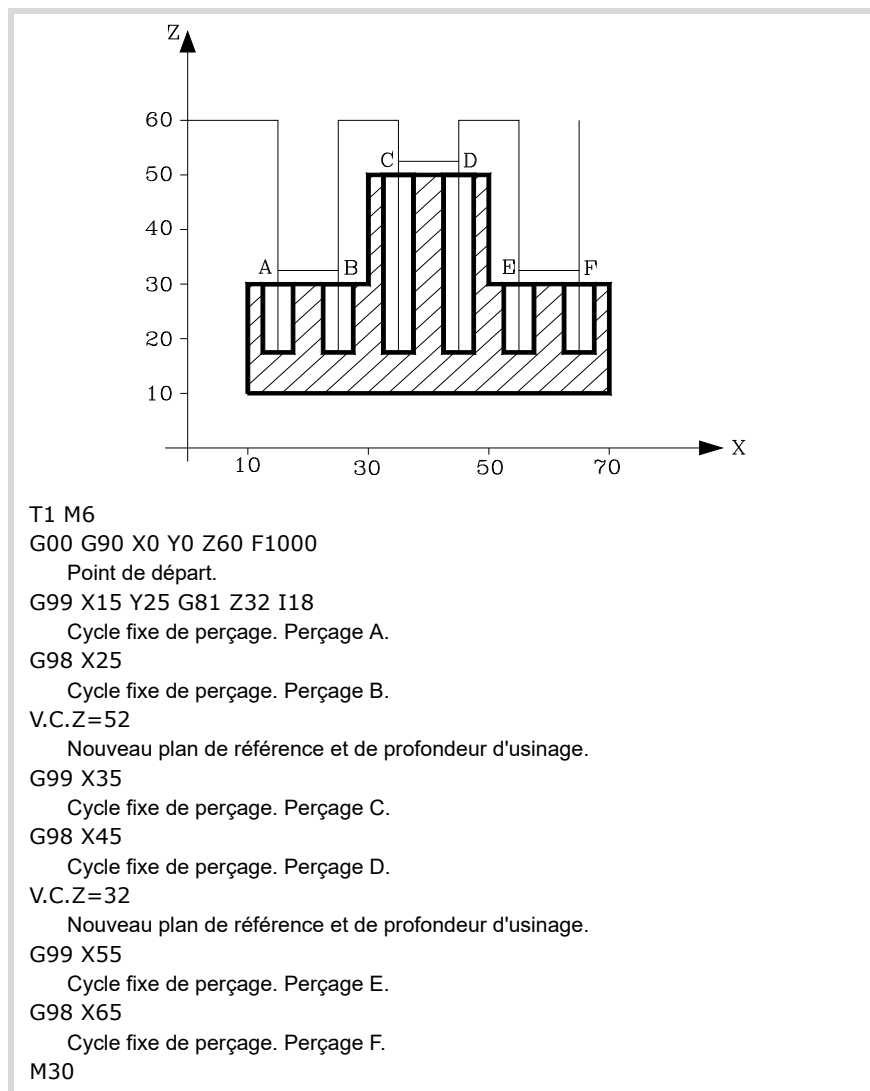 Z
60
50
40
30
20
10
C D
A B E F
X
10 30 50 70
T1 M6
G00 G90 X0 Y0 Z60 F1000
Point de départ.
G99 X15 Y25 G81 Z32 I18
Cycle fixe de perçage. Perçage A.
G98 X25
Cycle fixe de perçage. Perçage B.
V.C.Z=52
Nouveau plan de référence et de profondeur d'usinage.
G99 X35
Cycle fixe de perçage. Perçage C.
G98 X45
Cycle fixe de perçage. Perçage D.
V.C.Z=32
Nouveau plan de référence et de profondeur d'usinage.
G99 X55
Cycle fixe de perçage. Perçage E.
G98 X65
Cycle fixe de perçage. Perçage F.
M30